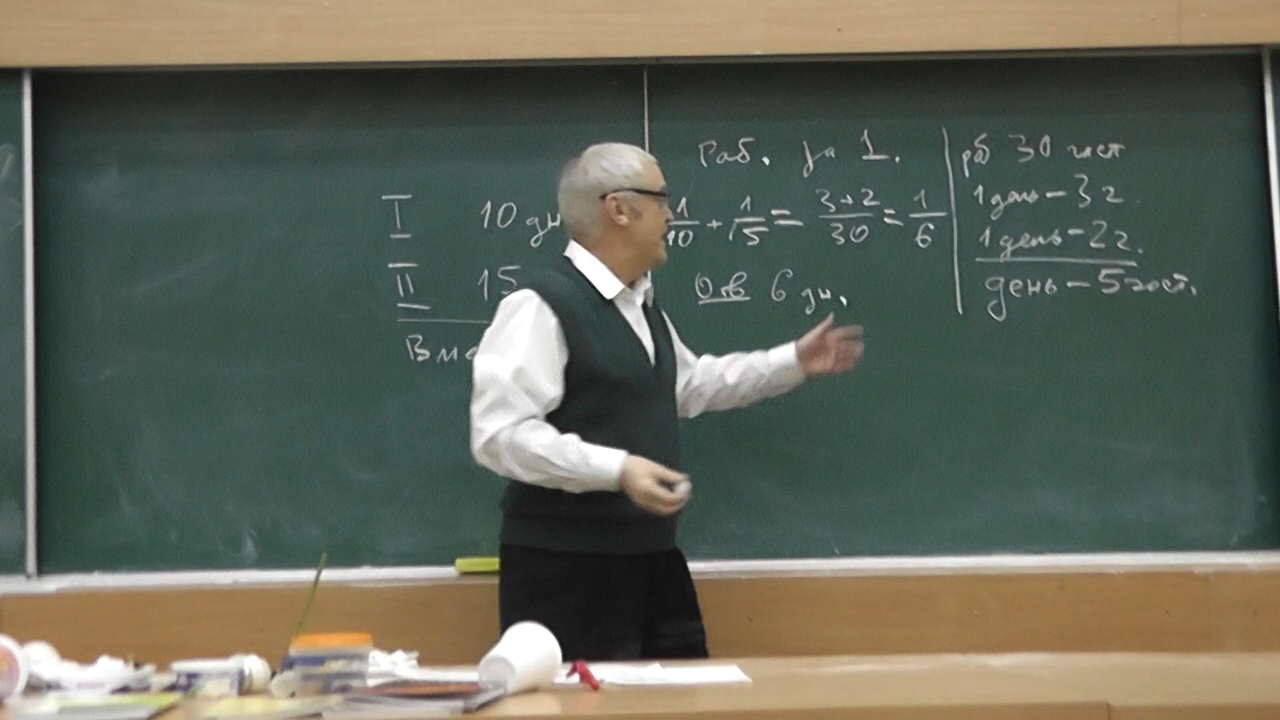 I 10 дн
II 15
Вме
Раб. за 1.
1/10 + 1/15 = 3+2/30 = 1/6
Отв 6 дн.
раб 30 част
1 день - 3 ч.
1 день - 2 ч.
день - 5 част.